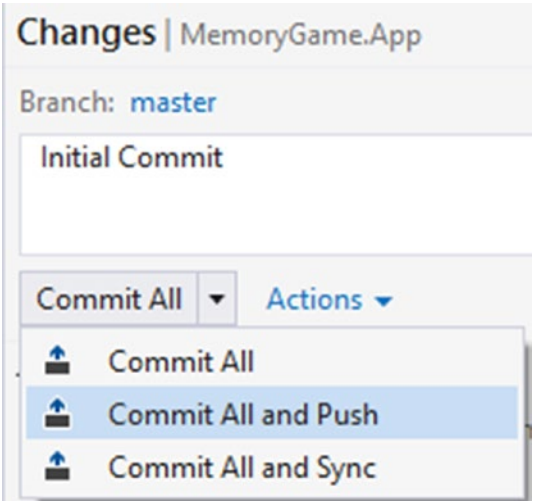 Changes | MemoryGame.App
Branch: master
Initial Commit
Commit All Actions
Commit All
Commit All and Push
Commit All and Sync